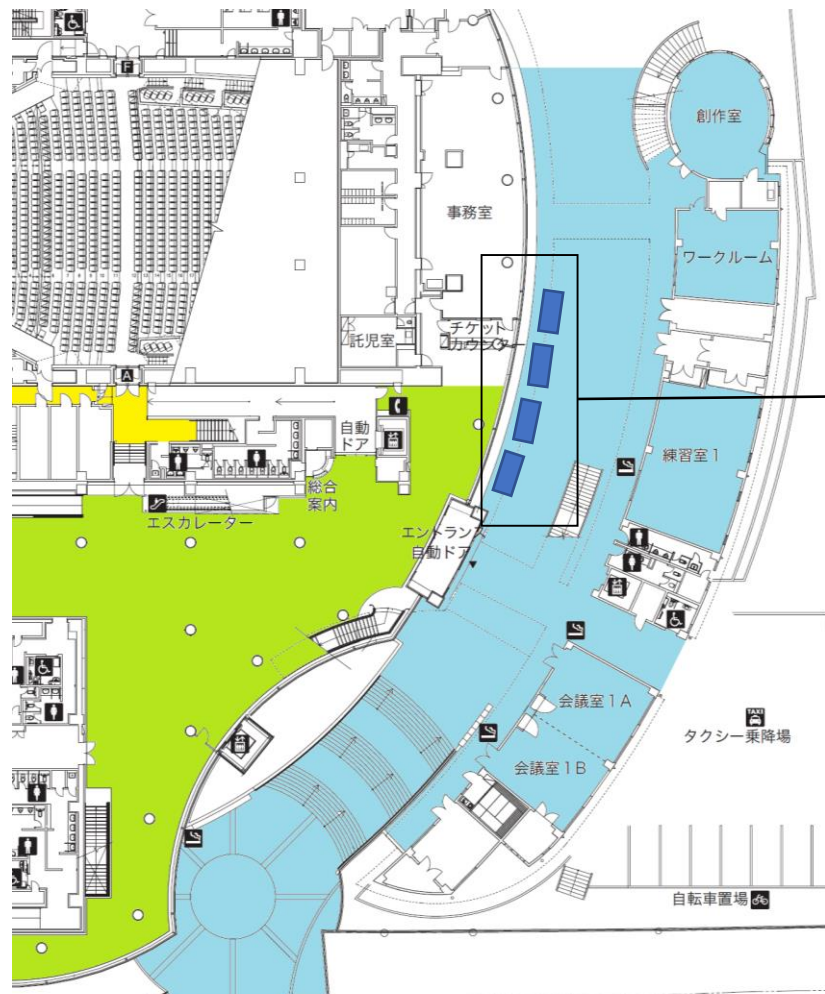 F
創作室
事務室
ワークルーム
託児室
チケット
カウンター
A
自動
ドア
練習室1
総合
案内
エスカレーター
エントランス
自動ドア
会議室1A
TAXI
タクシー乗降場
会議室1B
自転車置場